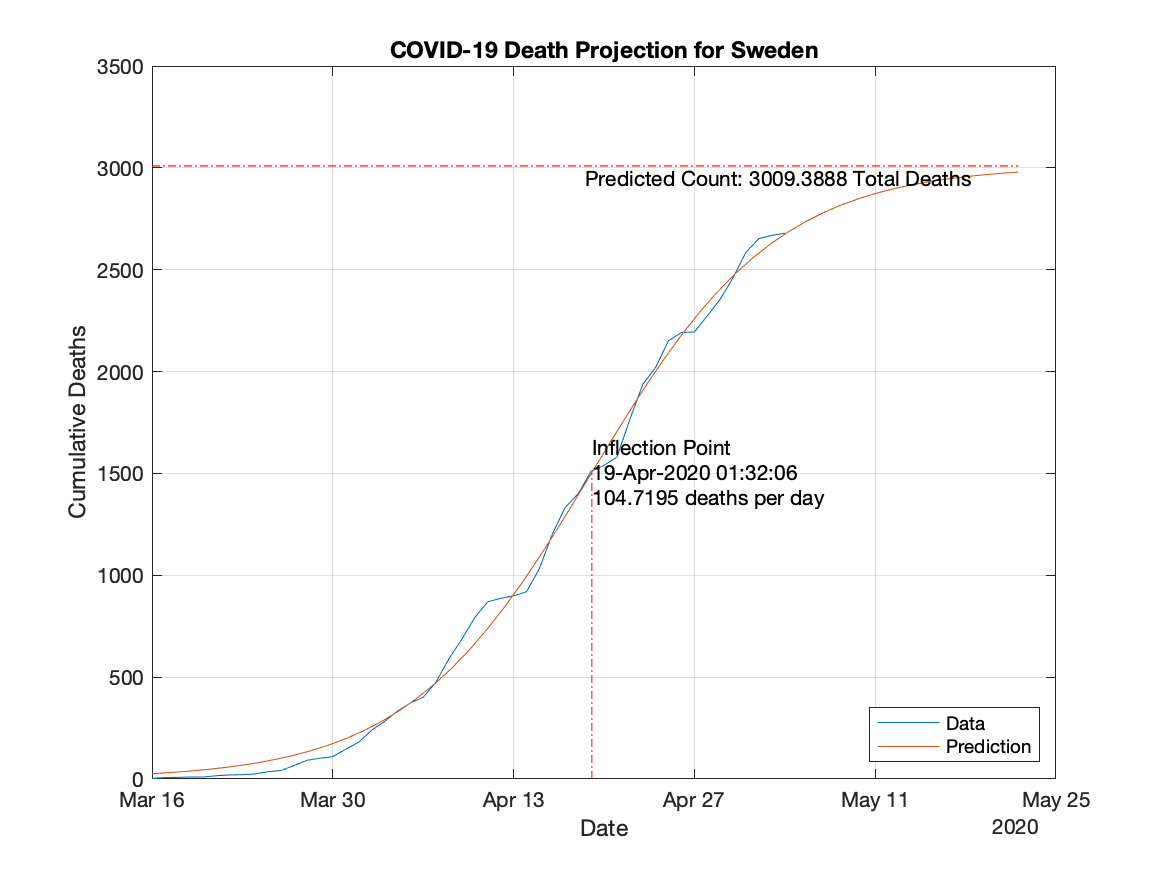 COVID-19 Death Projection for Sweden
3500
3000
2500
2000
1500
1000
500
0
Cumulative Deaths
Predicted Count: 3009.3888 Total Deaths
Inflection Point
19-Apr-2020 01:32:06
104.7195 deaths per day
Data
Prediction
Mar 16 Mar 30 Apr 13 Apr 27 May 11 May 25
Date
2020